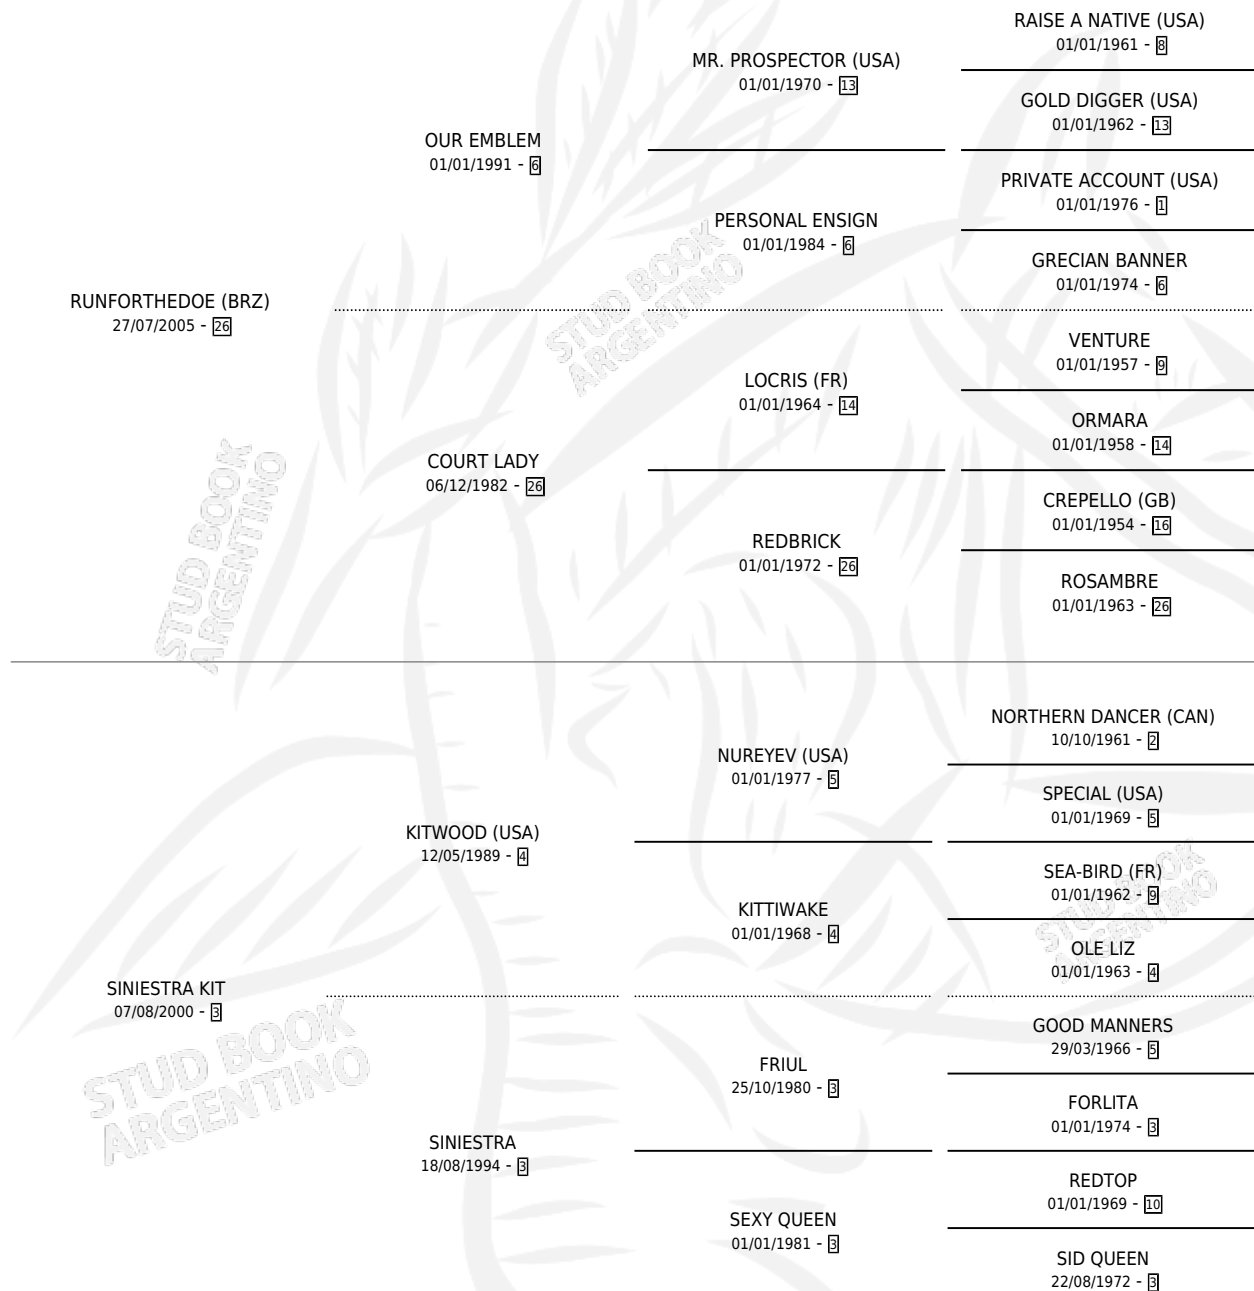 RAISE A NATIVE (USA)
01/01/1961 - 8
MR. PROSPECTOR (USA)
01/01/1970 - 13
GOLD DIGGER (USA)
01/01/1962 - 13
OUR EMBLEM
01/01/1991 - 6
PRIVATE ACCOUNT (USA)
01/01/1976 - 1
PERSONAL ENSIGN
01/01/1984 - 6
GRECIAN BANNER
01/01/1974 - 6
RUNFORTHEDOE (BRZ)
27/07/2005 - 26
STUD BOOK
ARGENTINO
VENTURE
01/01/1957 - 9
LOCRIS (FR)
01/01/1964 - 14
ORMARA
01/01/1958 - 14
COURT LADY
06/12/1982 - 26
CREPELLO (GB)
01/01/1954 - 16
REDBRICK
01/01/1972 - 26
ROSAMBRE
01/01/1963 - 26
STUD BOOK
ARGENTINO
NORTHERN DANCER (CAN)
10/10/1961 - 2
NUREYEV (USA)
01/01/1977 - 5
SPECIAL (USA)
01/01/1969 - 5
KITWOOD (USA)
12/05/1989 - 4
SEA-BIRD (FR)
01/01/1962 - 9
KITTIWAKE
01/01/1968 - 4
OLE LIZ
01/01/1963 - 4
STUD BOOK
ARGENTINO
SINIESTRA KIT
07/08/2000 - 3
GOOD MANNERS
29/03/1966 - 5
FRIUL
25/10/1980 - 3
FORLITA
01/01/1974 - 3
STUD BOOK
ARGENTINO
SINIESTRA
18/08/1994 - 3
REDTOP
01/01/1969 - 10
SEXY QUEEN
01/01/1981 - 3
SID QUEEN
22/08/1972 - 3